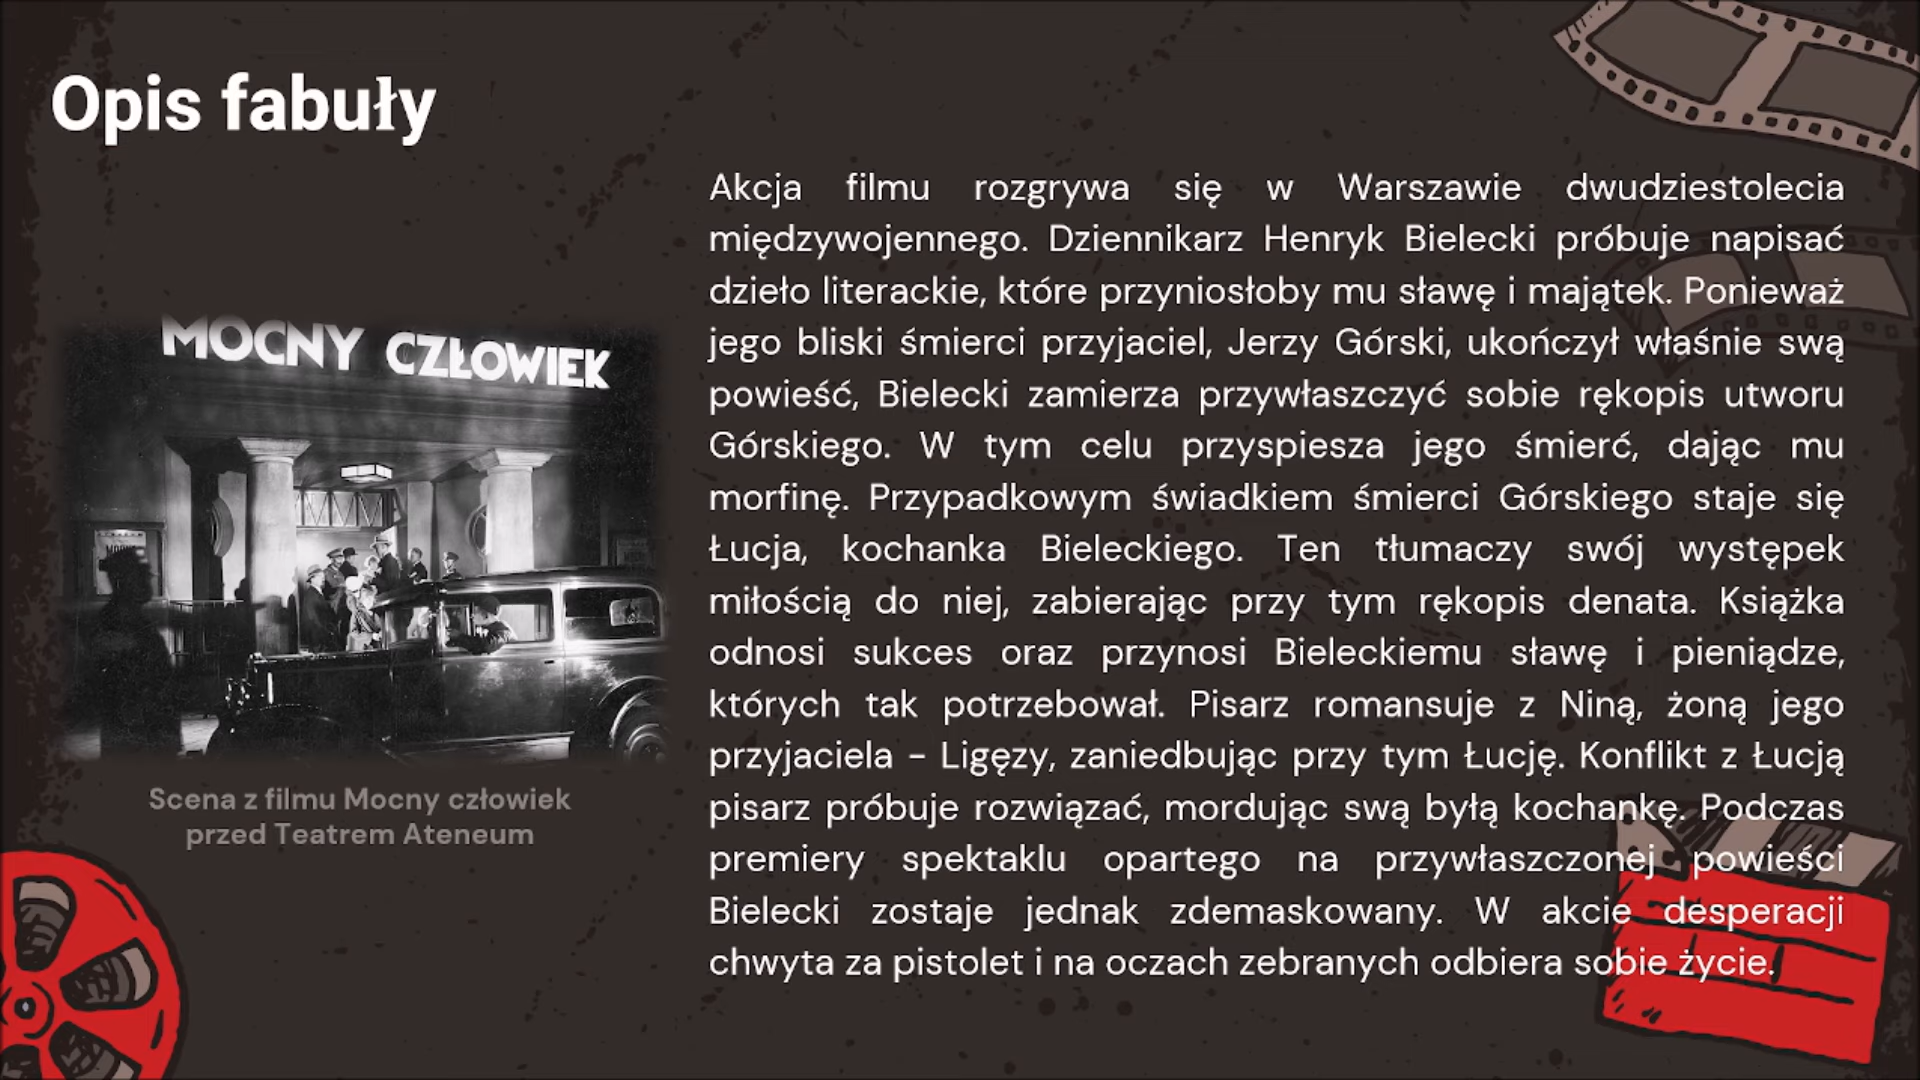 Opis fabuły
Akcja filmu rozgrywa się w Warszawie dwudziestolecia
międzywojennego. Dziennikarz Henryk Bielecki próbuje napisać
dzieło literackie, które przyniosłoby mu sławę i majątek. Ponieważ
jego bliski śmierci przyjaciel, Jerzy Górski, ukończył właśnie swą
powieść, Bielecki zamierza przywłaszczyć sobie rękopis utworu
Górskiego. W tym celu przyspiesza jego śmierć, dając mu
morfinę. Przypadkowym świadkiem śmierci Górskiego staje się
Łucja, kochanka Bieleckiego. Ten tłumaczy swój występek
miłością do niej, zabierając przy tym rękopis denata. Książka
odnosi sukces oraz przynosi Bieleckiemu sławę i pieniądze,
których tak potrzebował. Pisarz romansuje z Niną, żoną jego
przyjaciela – Ligęzy, zaniedbując przy tym Łucję. Konflikt z Łucją
pisarz próbuje rozwiązać, mordując swą byłą kochankę. Podczas
premiery spektaklu opartego na przywłaszczonej powieści
Bielecki zostaje jednak zdemaskowany. W akcie desperacji
chwyta za pistolet i na oczach zebranych odbiera sobie życie.
MOCNY CZŁOWIEK
Scena z filmu Mocny człowiek
przed Teatrem Ateneum